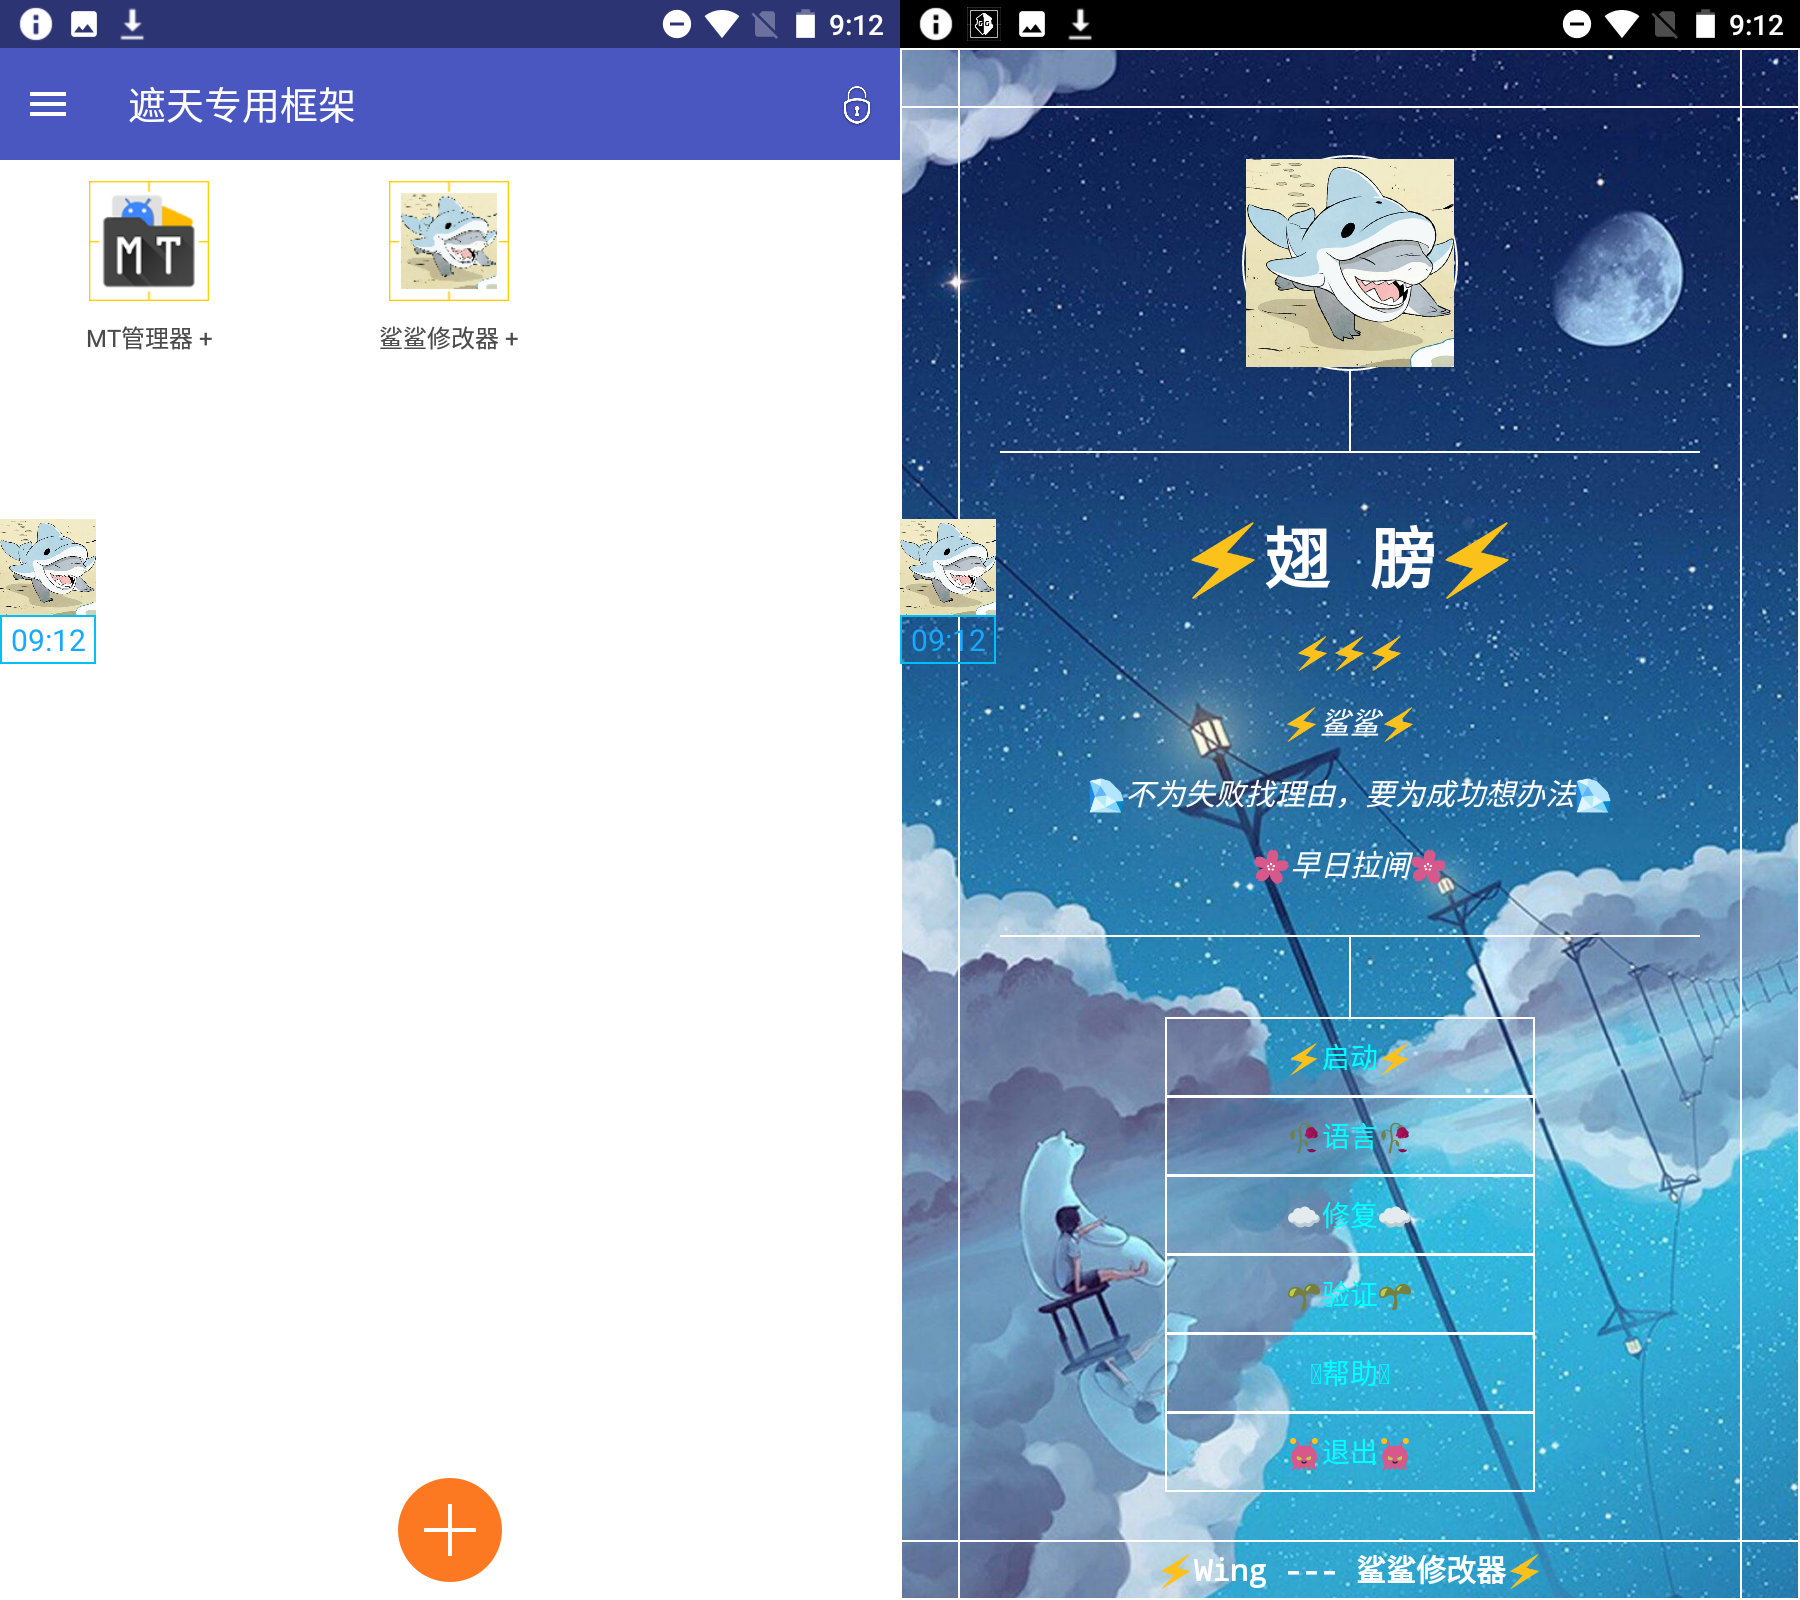 9:12
遮天专用框架
MT管理器 +
鲨鲨修改器 +
09:12
9:12
⚡翅 膀⚡
⚡⚡⚡
⚡鲨鲨⚡
💎不为失败找理由，要为成功想办法💎
🌸早日拉闸🌸
09:12
⚡启动⚡
🥀语言🥀
☁️修复☁️
🌱验证🌱
帮助
👾退出👾
⚡Wing --- 鲨鲨修改器⚡